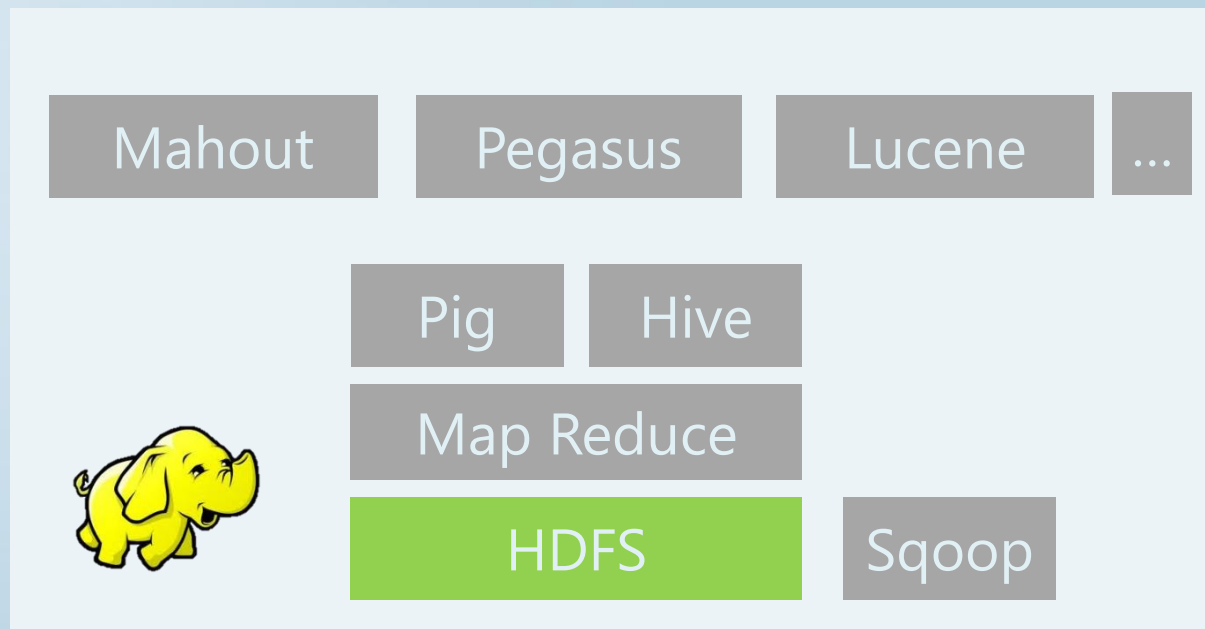 Mahout
Pegasus
Lucene
...
Pig
Hive
Map Reduce
HDFS
Sqoop